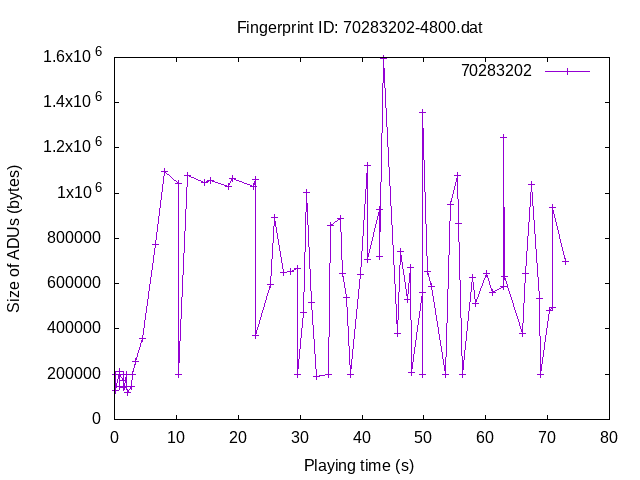 Fingerprint ID: 70283202-4800.dat
70283202
1.6x10^6
1.4x10^6
1.2x10^6
1x10^6
800000
600000
400000
200000
0
Size of ADUs (bytes)
0 10 20 30 40 50 60 70 80
Playing time (s)